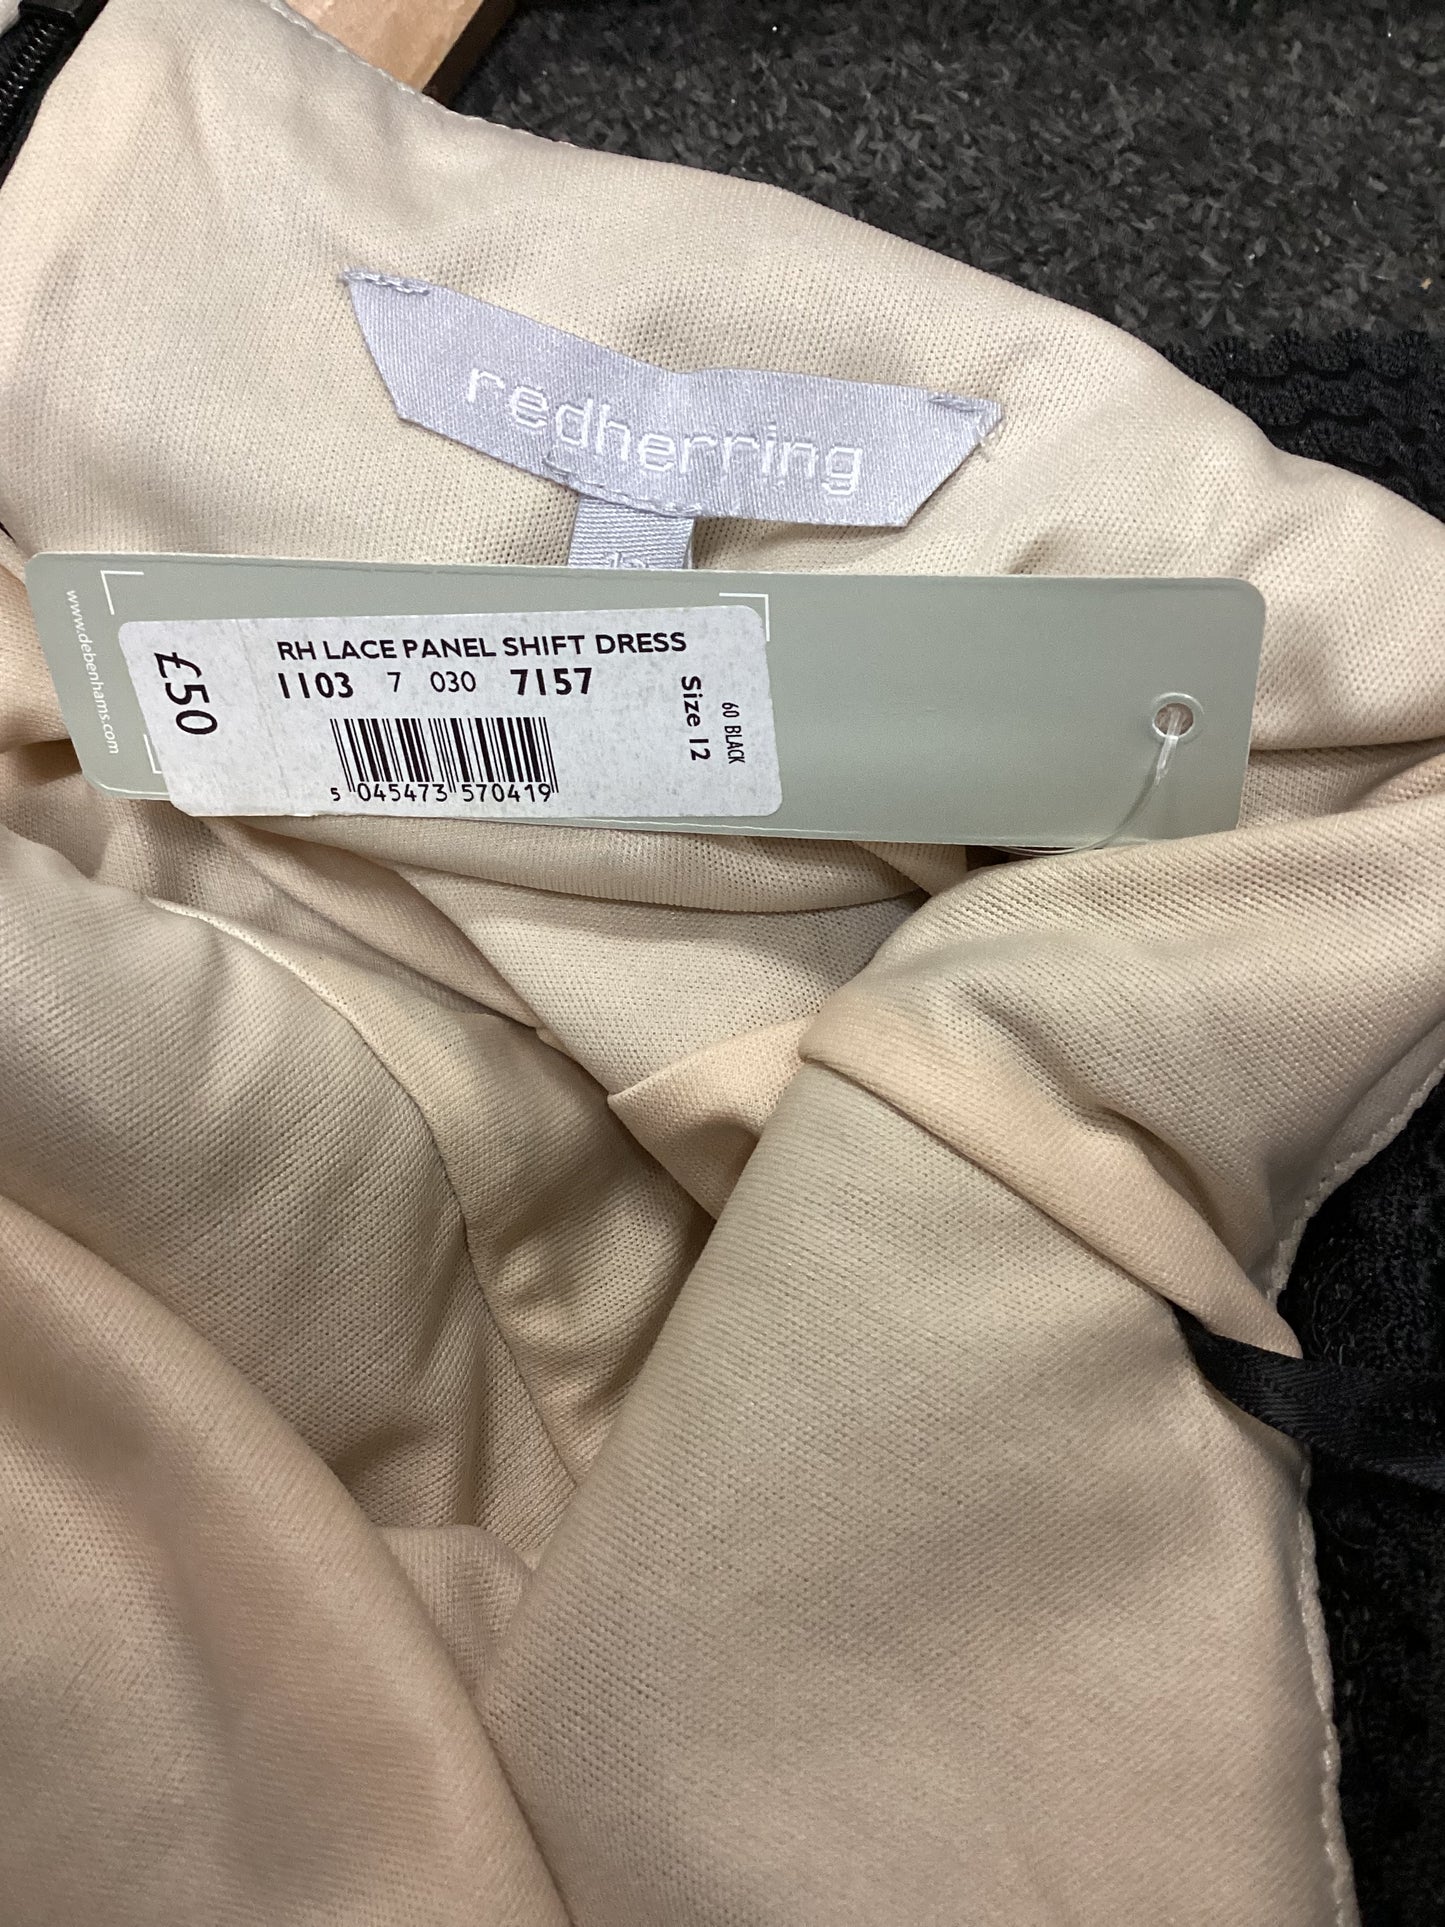 redherring
12
www.debenhams.com
£50
RH LACE PANEL SHIFT DRESS
1103 7 030 7157
Size 12
60 BLACK
5 045473 570419